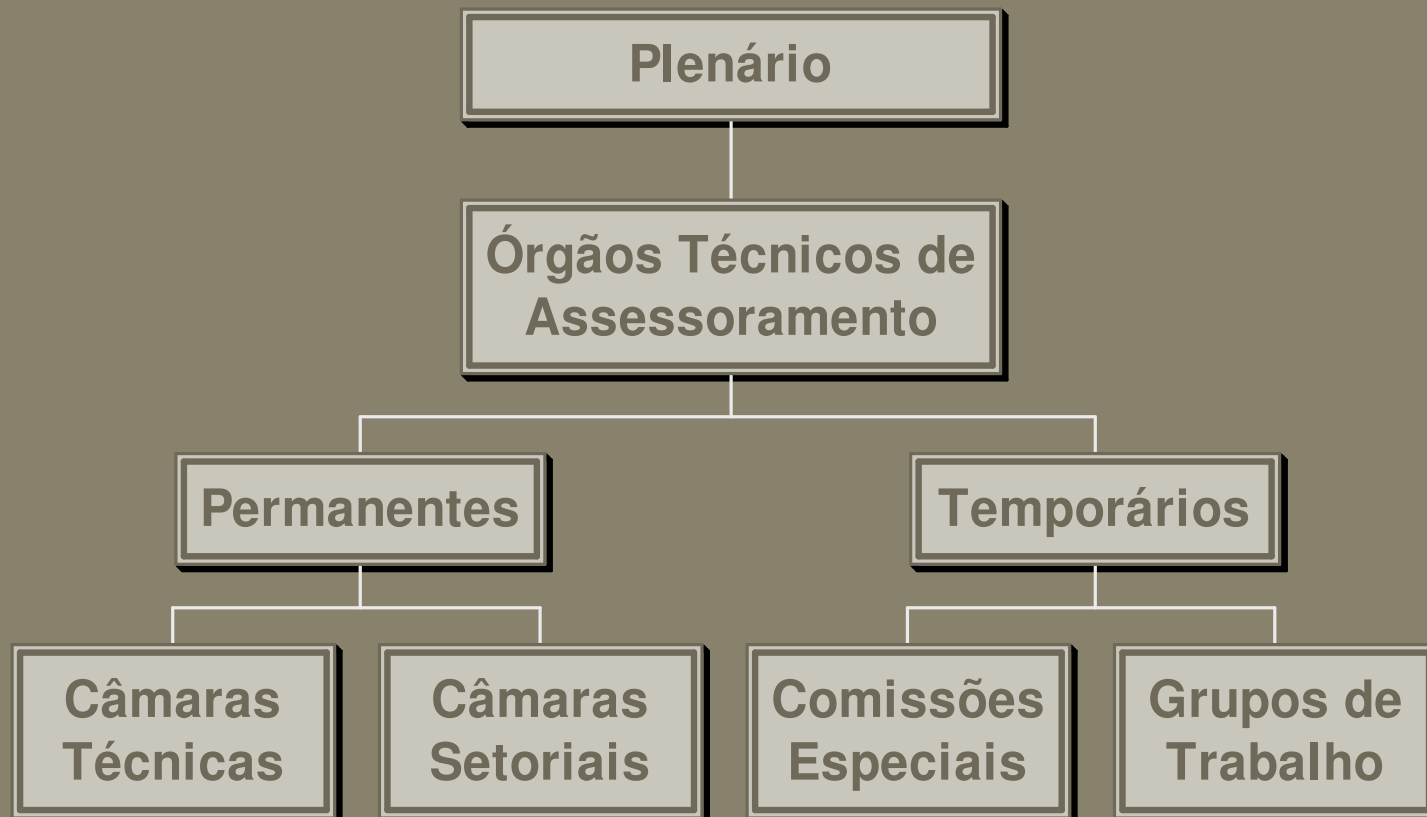 Plenário
Órgãos Técnicos de
Assessoramento
Permanentes
Temporários
Câmaras
Técnicas
Câmaras
Setoriais
Comissões
Especiais
Grupos de
Trabalho